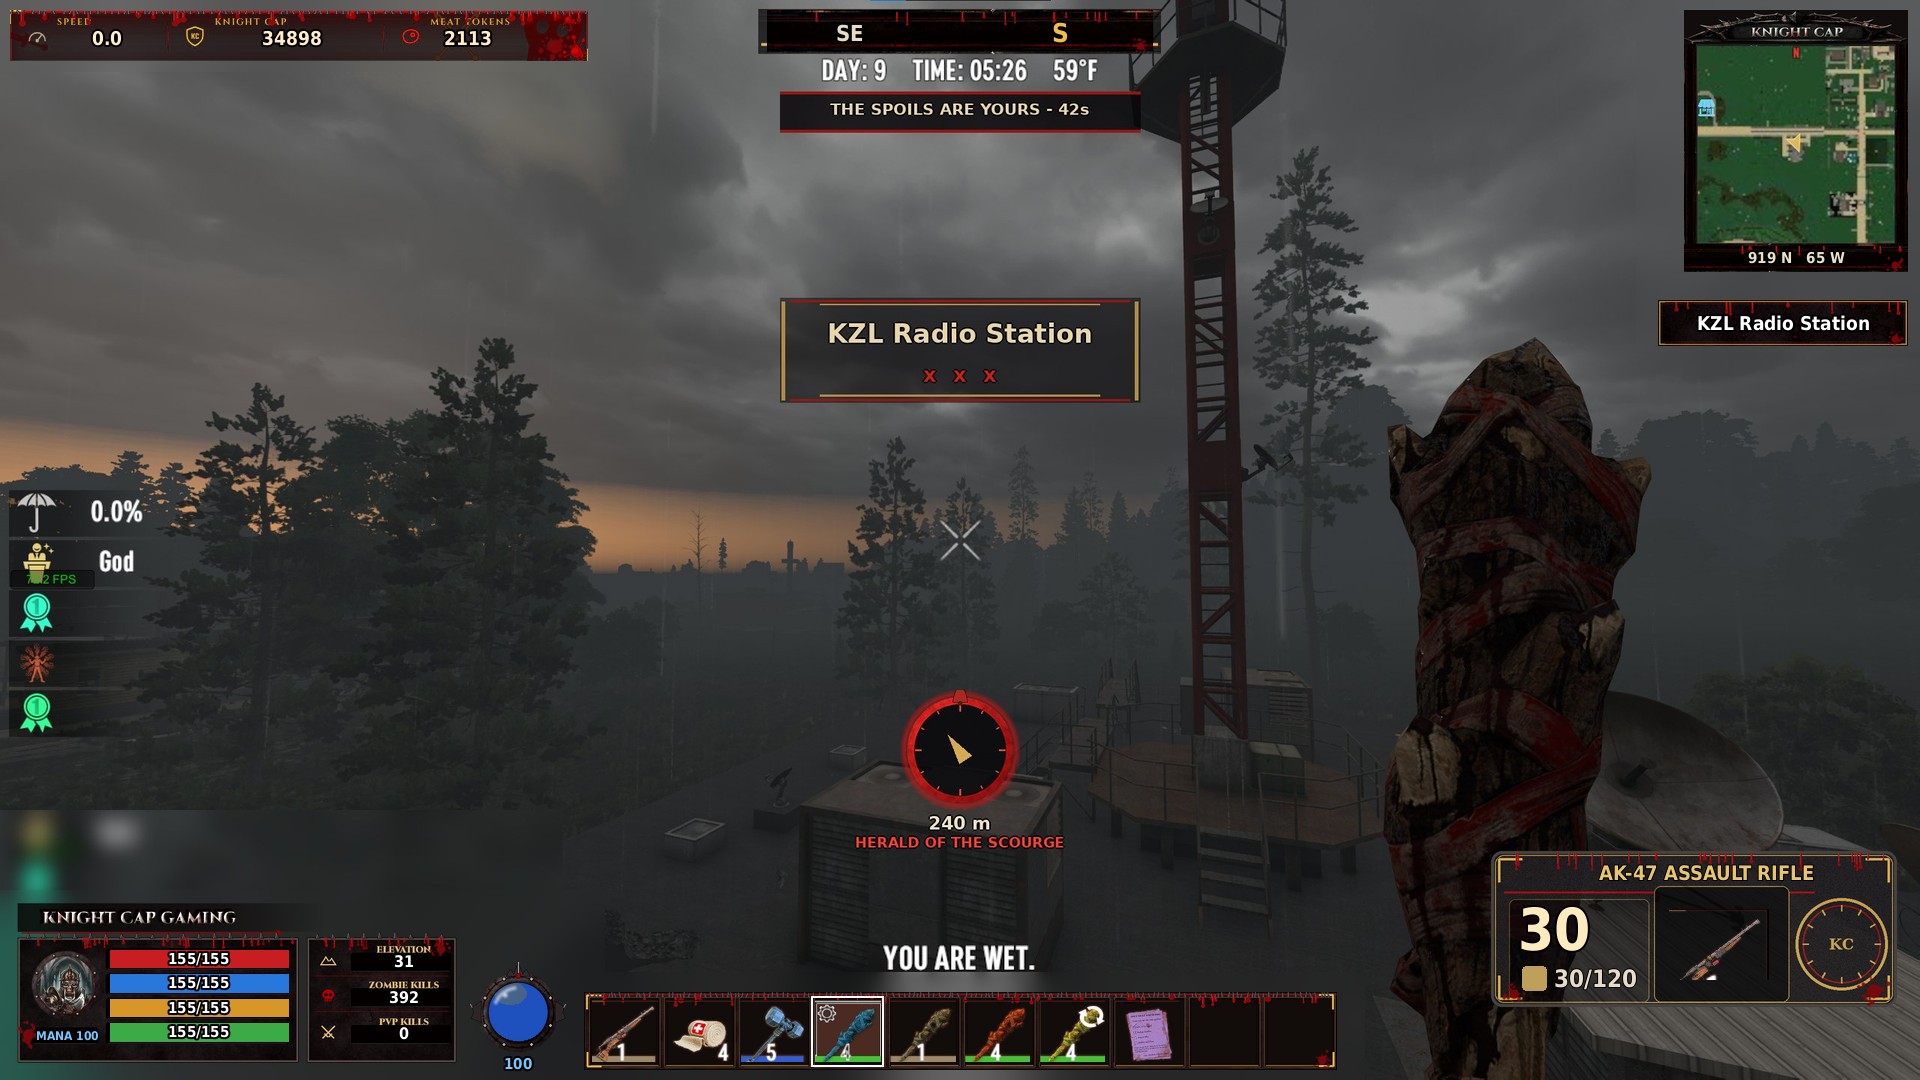 SPEED
0.0
KNIGHT CAP
34898
MEAT TOKENS
2113
SE S
DAY: 9 TIME: 05:26 59°F
THE SPOILS ARE YOURS - 42s
KNIGHT CAP
N
919 N 65 W
KZL Radio Station
KZL Radio Station
X X X
0.0%
God
FPS
1
1
240 m
HERALD OF THE SCOURGE
YOU ARE WET.
KNIGHT CAP GAMING
155/155
155/155
155/155
155/155
MANA 100
ELEVATION
31
ZOMBIE KILLS
392
PVP KILLS
0
100
1
4
5
4
1
4
4
AK-47 ASSAULT RIFLE
30
30/120
KC